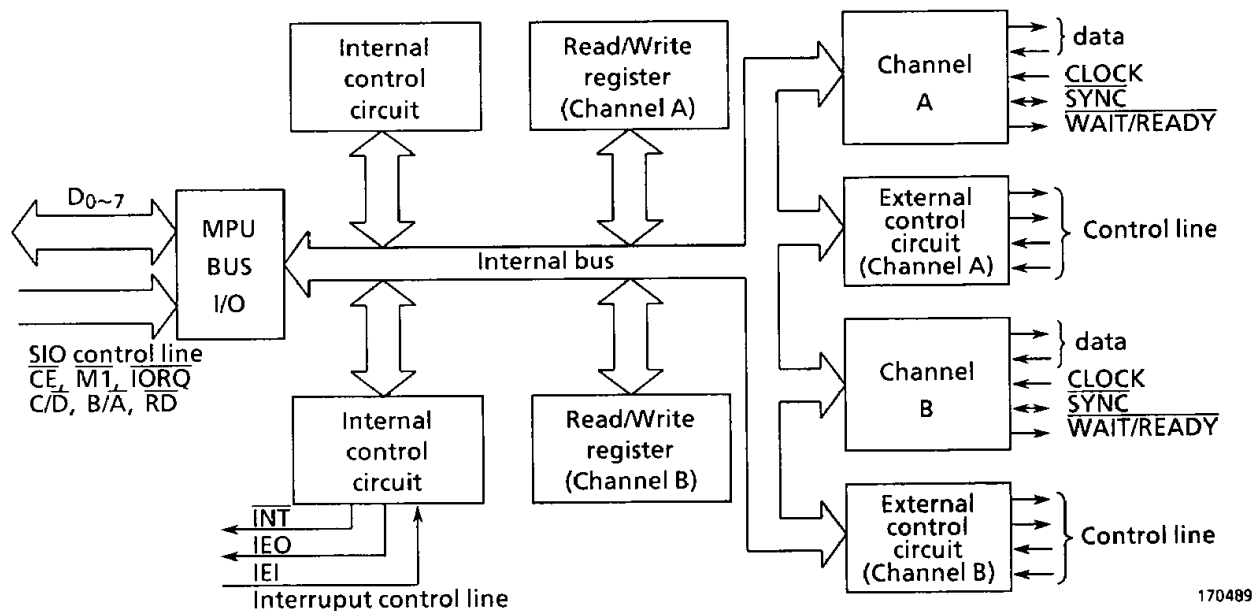 Internal
control
circuit
Read/Write
register
(Channel A)
Channel
A
data
CLOCK
SYNC
WAIT/READY
D0~7
MPU
BUS
I/O
Internal bus
External
control
circuit
(Channel A)
Control line
SIO control line
CE, M1, IORQ
C/D, B/A, RD
Internal
control
circuit
Read/Write
register
(Channel B)
Channel
B
data
CLOCK
SYNC
WAIT/READY
INT
IEO
IEI
Interruput control line
External
control
circuit
(Channel B)
Control line
170489